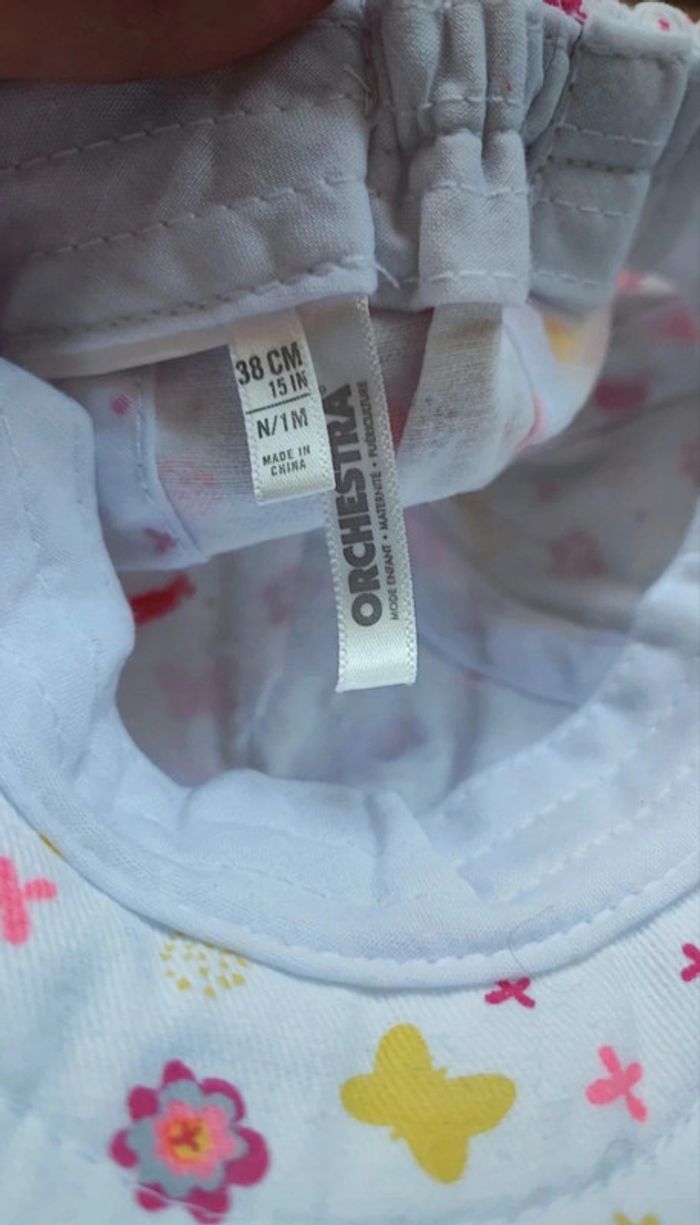 38 CM
15 IN
N/1M
MADE IN
CHINA
ORCHESTRA®
MODE ENFANT • MATERNITÉ • PUÉRICULTURE